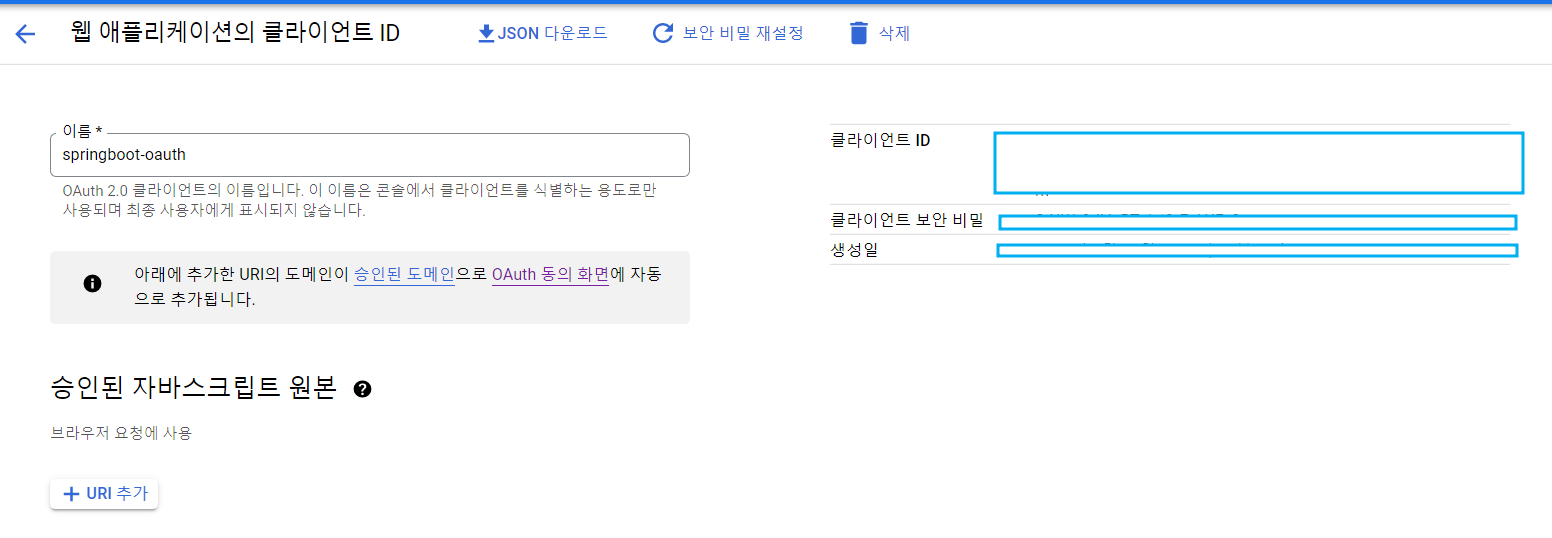 웹 애플리케이션의 클라이언트 ID
JSON 다운로드
보안 비밀 재설정
삭제
이름 *
springboot-oauth
OAuth 2.0 클라이언트의 이름입니다. 이 이름은 콘솔에서 클라이언트를 식별하는 용도로만
사용되며 최종 사용자에게 표시되지 않습니다.
아래에 추가한 URI의 도메인이 승인된 도메인으로 OAuth 동의 화면에 자동
으로 추가됩니다.
승인된 자바스크립트 원본
브라우저 요청에 사용
URI 추가
클라이언트 ID
클라이언트 보안 비밀
생성일